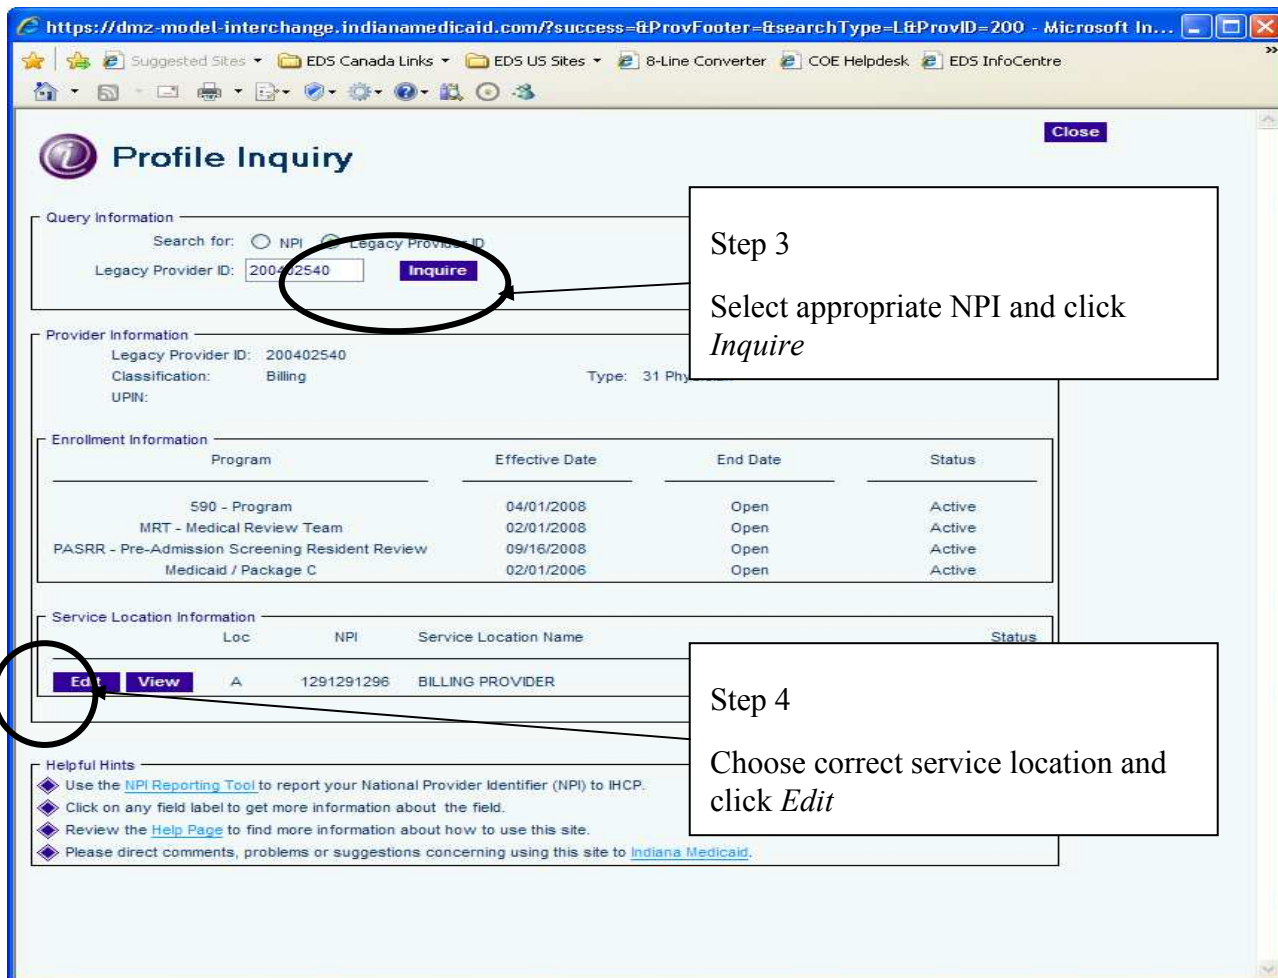 https://dmz-model-interchange.indianamedicaid.com/?success=&ProvFooter=&searchType=L&ProvID=200 - Microsoft In...
Suggested Sites EDS Canada Links EDS US Sites 8-Line Converter COE Helpdesk EDS InfoCentre
Close
Profile Inquiry
Query Information
Search for: NPI Legacy Provider ID
Legacy Provider ID: 200402540 Inquire
Step 3
Select appropriate NPI and click
Inquire
Provider Information
Legacy Provider ID: 200402540
Classification: Billing Type: 31
UPIN:
Enrollment Information
Program Effective Date End Date Status
590 - Program 04/01/2008 Open Active
MRT - Medical Review Team 02/01/2008 Open Active
PASRR - Pre-Admission Screening Resident Review 09/16/2008 Open Active
Medicaid / Package C 02/01/2006 Open Active
Service Location Information
Loc NPI Service Location Name Status
Edit View A 1291291296 BILLING PROVIDER
Step 4
Choose correct service location and
click Edit
Helpful Hints
Use the NPI Reporting Tool to report your National Provider Identifier (NPI) to IHCP.
Click on any field label to get more information about the field.
Review the Help Page to find more information about how to use this site.
Please direct comments, problems or suggestions concerning using this site to Indiana Medicaid.